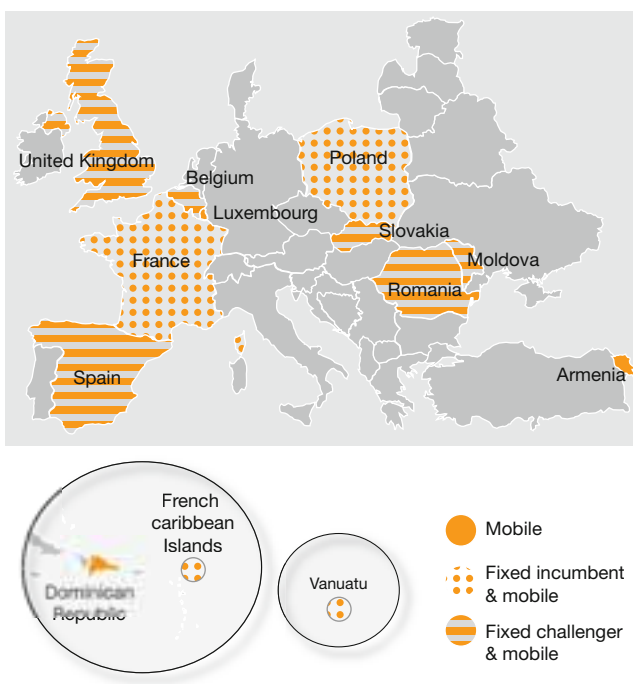 United Kingdom
Poland
Belgium
Luxembourg
Slovakia
France
Moldova
Romania
Spain
Armenia
French
caribbean
Islands
Dominican
Republic
Vanuatu
Mobile
Fixed incumbent
& mobile
Fixed challenger
& mobile